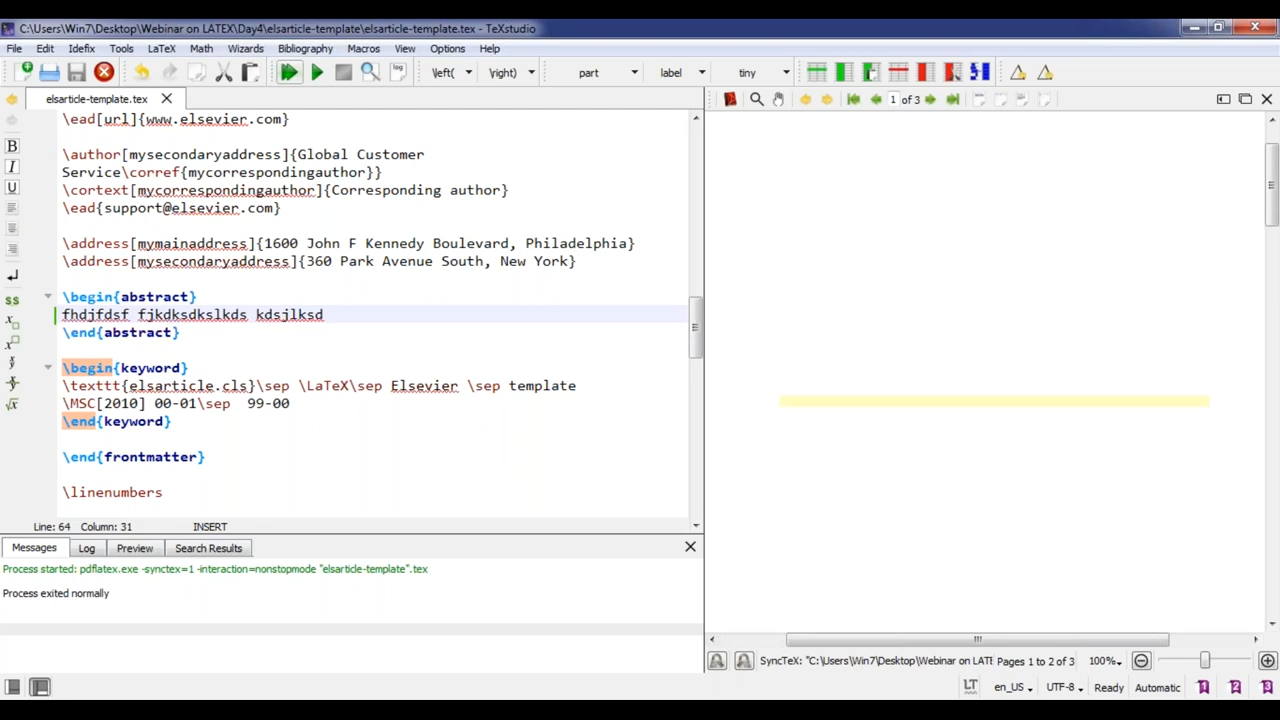 C:\Users\Win7\Desktop\Webinar on LATEX\Day4\elsarticle-template\elsarticle-template.tex - TeXstudio
File Edit Idefix Tools LaTeX Math Wizards Bibliography Macros View Options Help
log \left( \right) part label tiny
elsarticle-template.tex 1 of 3
\ead[url]{www.elsevier.com}
\author[mysecondaryaddress]{Global Customer
Service\corref{mycorrespondingauthor}}
\cortext[mycorrespondingauthor]{Corresponding author}
\ead{support@elsevier.com}
\address[mymainaddress]{1600 John F Kennedy Boulevard, Philadelphia}
\address[mysecondaryaddress]{360 Park Avenue South, New York}
\begin{abstract}
fhdjfdsf fjkdksdkslkds kdsjlksd
\end{abstract}
\begin{keyword}
\texttt{elsarticle.cls}\sep \LaTeX\sep Elsevier \sep template
\MSC[2010] 00-01\sep 99-00
\end{keyword}
\end{frontmatter}
\linenumbers
Line: 64 Column: 31 INSERT
Messages Log Preview Search Results
Process started: pdflatex.exe -synctex=1 -interaction=nonstopmode "elsarticle-template".tex
Process exited normally
SyncTeX: "C:\Users\Win7\Desktop\Webinar on LATE Pages 1 to 2 of 3 100%
LT en_US UTF-8 Ready Automatic 1 2 3